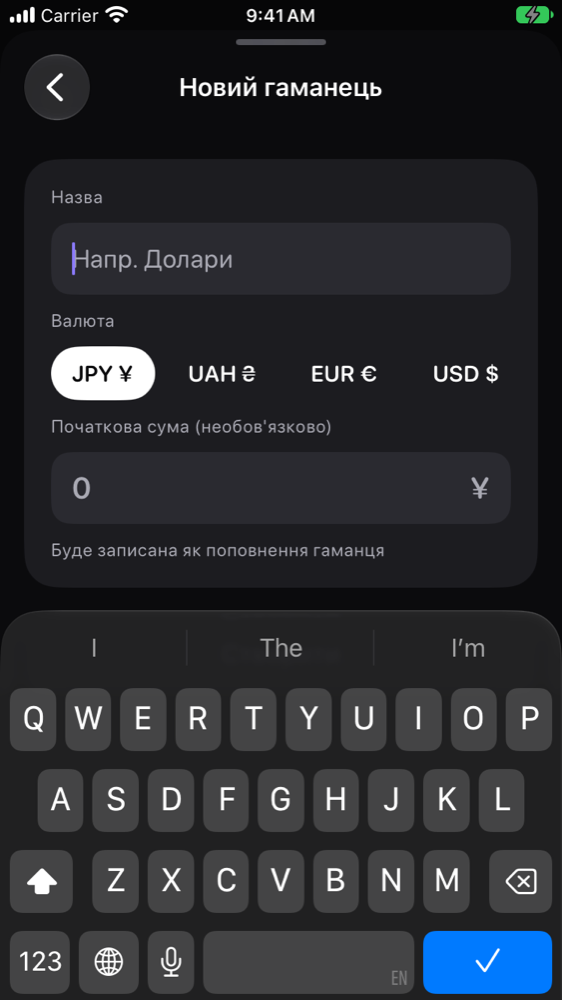 Carrier 9:41 AM
Новий гаманець
Назва
Напр. Долари
Валюта
JPY ¥ UAH ₴ EUR € USD $
Початкова сума (необов'язково)
0 ¥
Буде записана як поповнення гаманця
I The I’m
Q W E R T Y U I O P
A S D F G H J K L
Z X C V B N M
123 EN